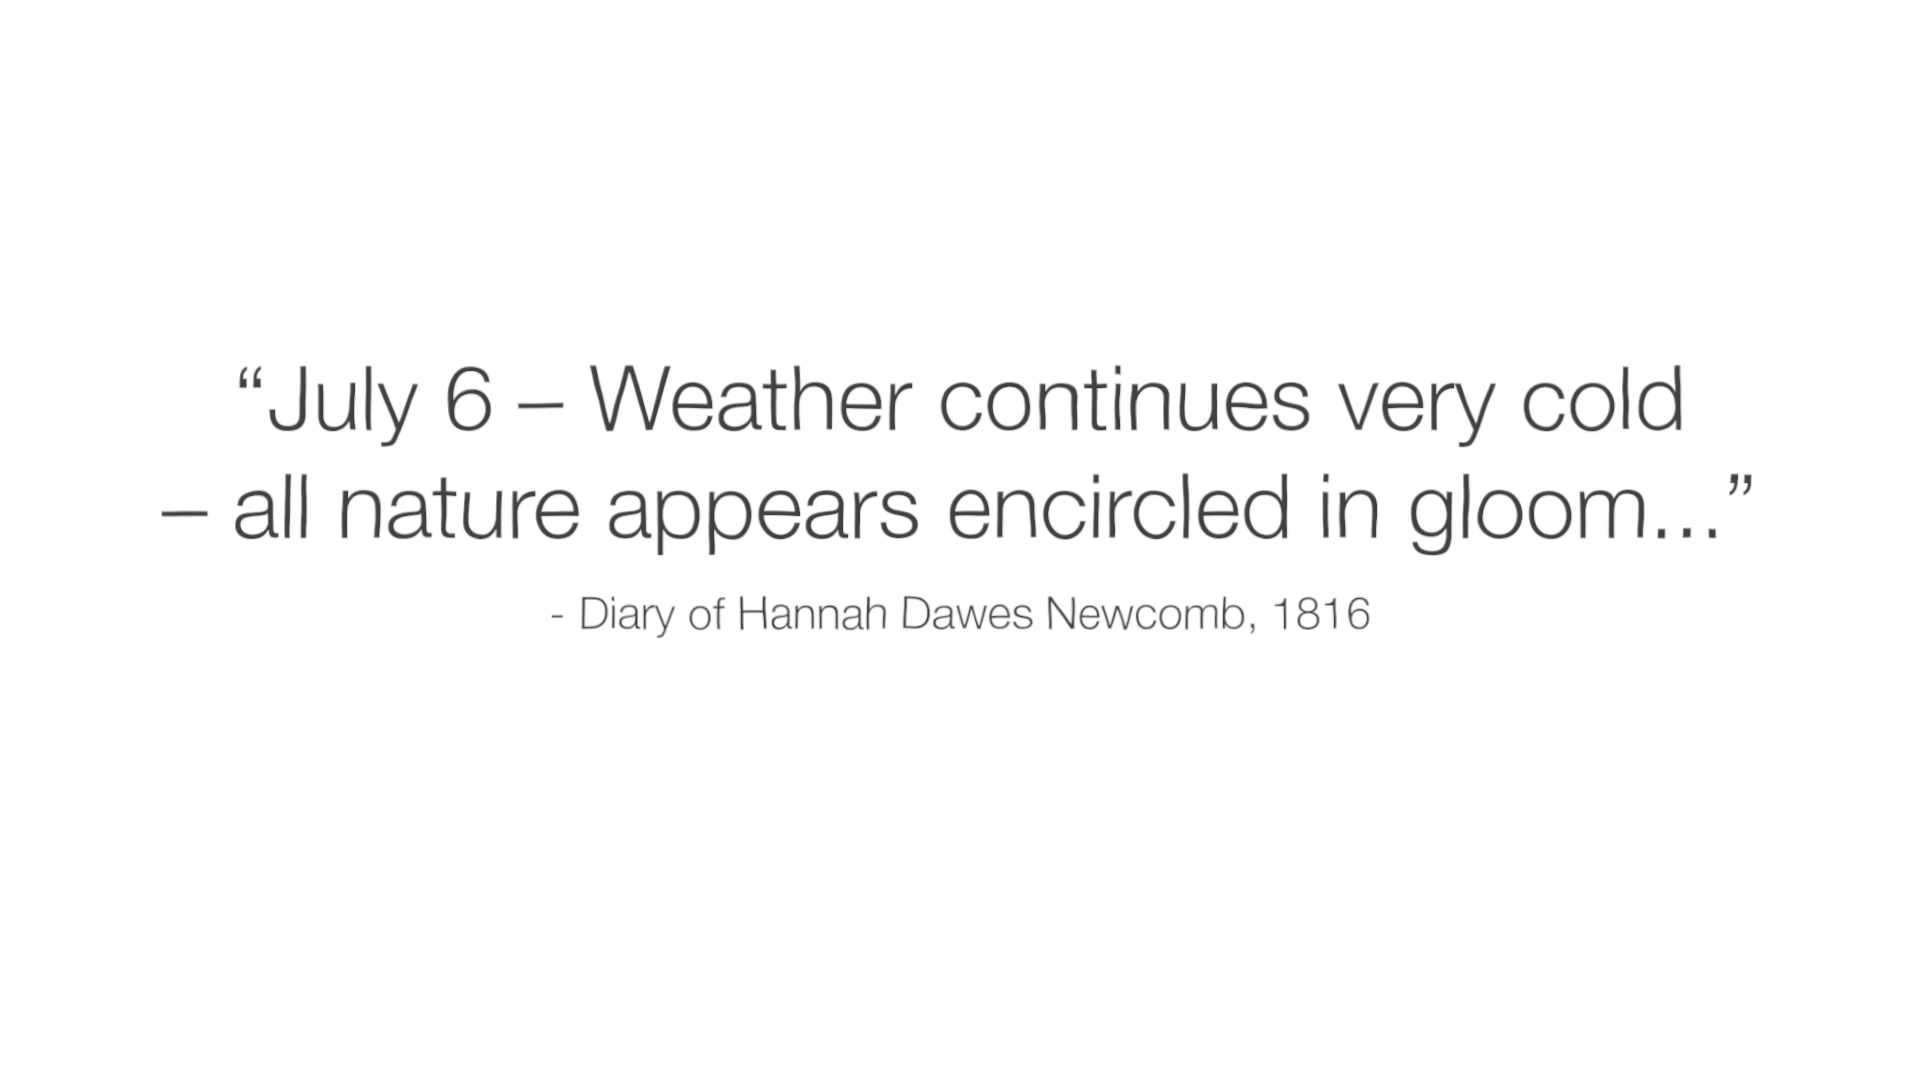 “July 6 – Weather continues very cold
– all nature appears encircled in gloom...”
- Diary of Hannah Dawes Newcomb, 1816